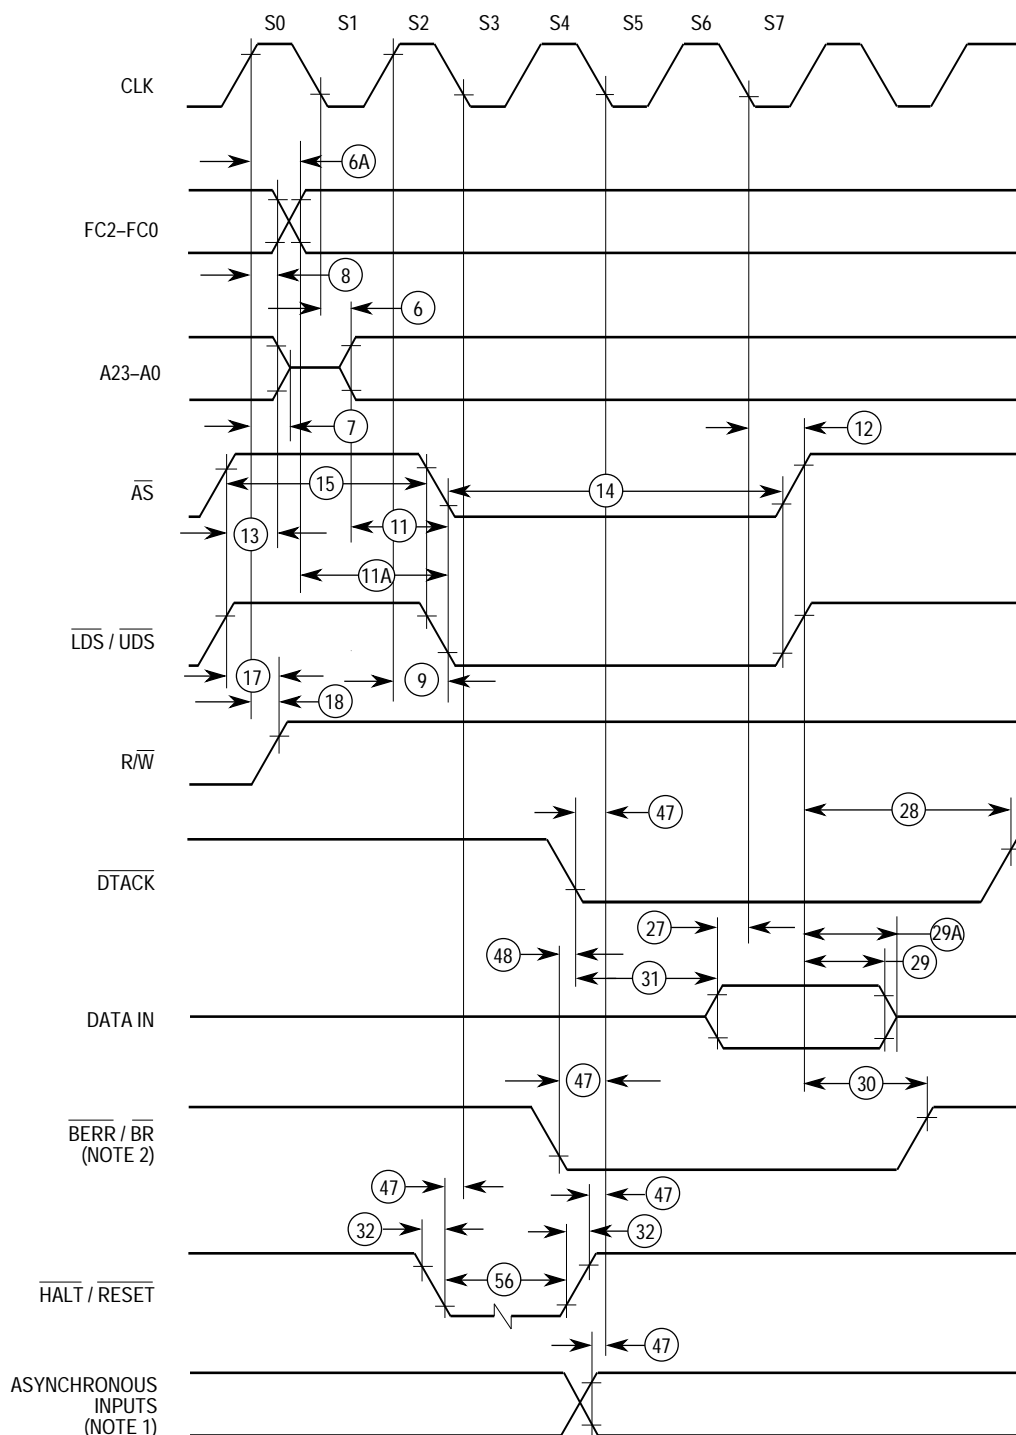 S0 S1 S2 S3 S4 S5 S6 S7
CLK
6A
FC2–FC0
8
6
A23–A0
7
12
AS
15
14
13
11
11A
LDS / UDS
17
9
18
R/W
47
28
DTACK
27
29A
48
29
31
DATA IN
47
30
BERR / BR
(NOTE 2)
47
47
32
32
56
HALT / RESET
47
ASYNCHRONOUS
INPUTS
(NOTE 1)